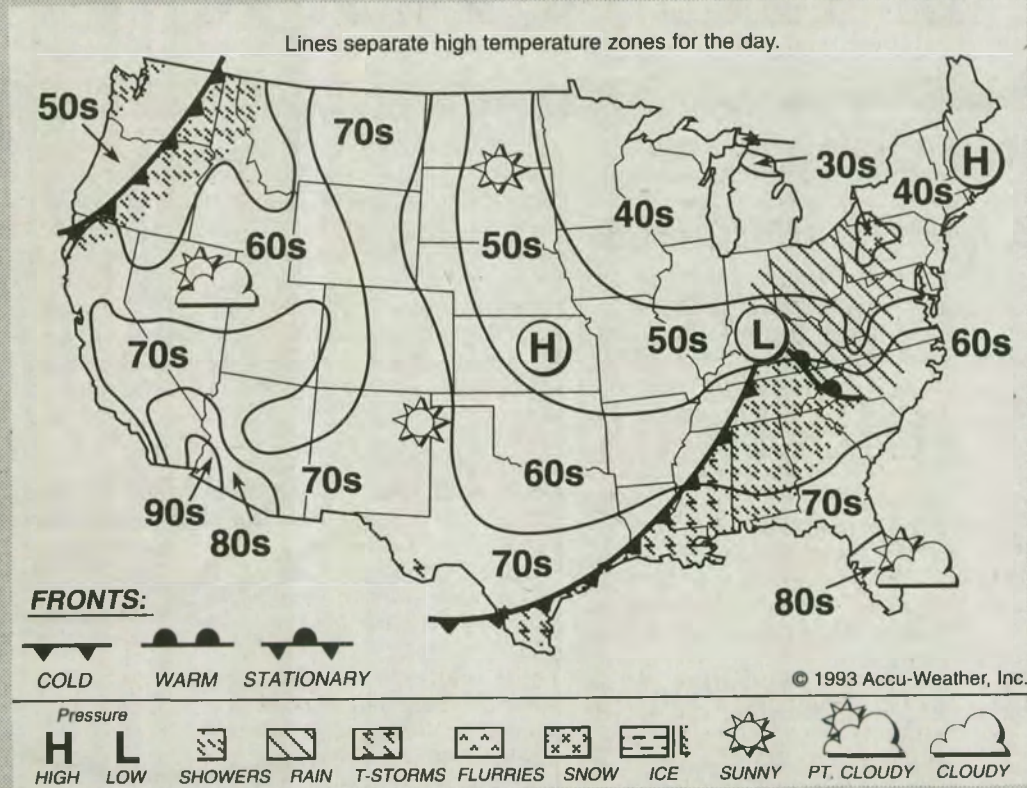 Lines separate high temperature zones for the day.
50s
70s
30s
H
40s
40s
60s
50s
70s
H
50s
L
60s
70s
60s
90s
80s
70s
70s
80s
FRONTS:
COLD WARM STATIONARY
© 1993 Accu-Weather, Inc.
Pressure
H L
HIGH LOW SHOWERS RAIN T-STORMS FLURRIES SNOW ICE SUNNY PT. CLOUDY CLOUDY